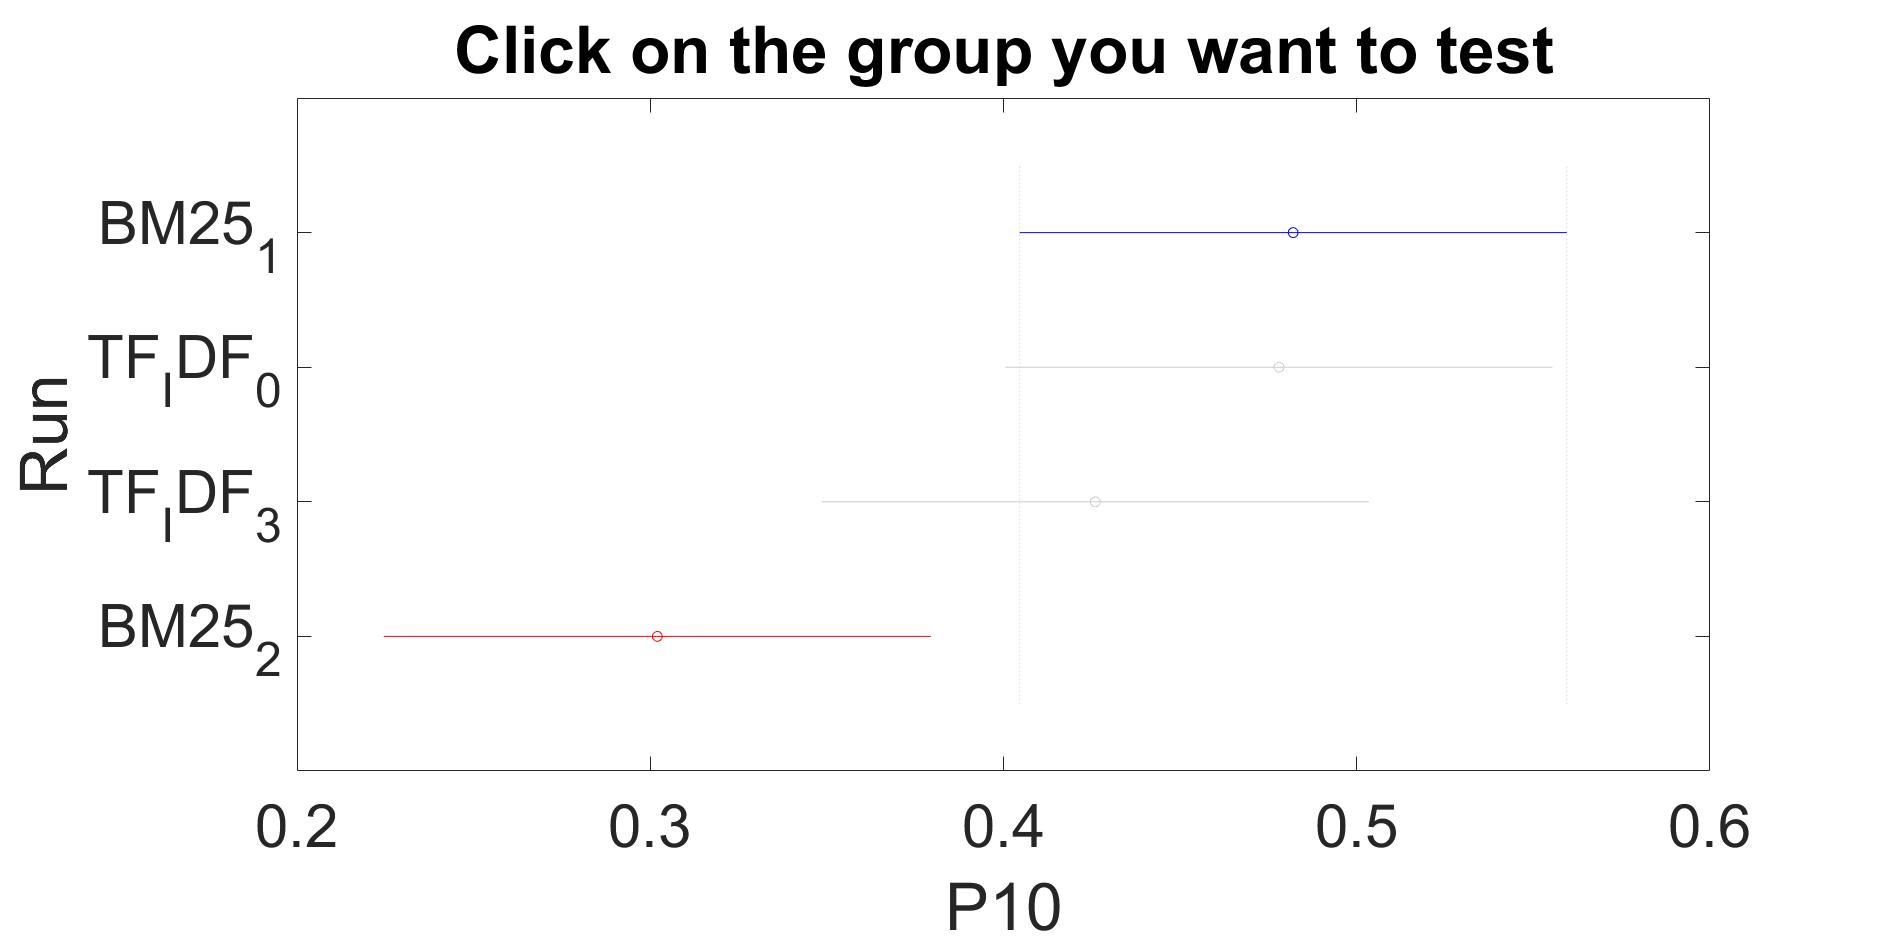 Click on the group you want to test
BM25₁
TF_IDF₀
TF_IDF₃
BM25₂
Run
0.2 0.3 0.4 0.5 0.6
P10